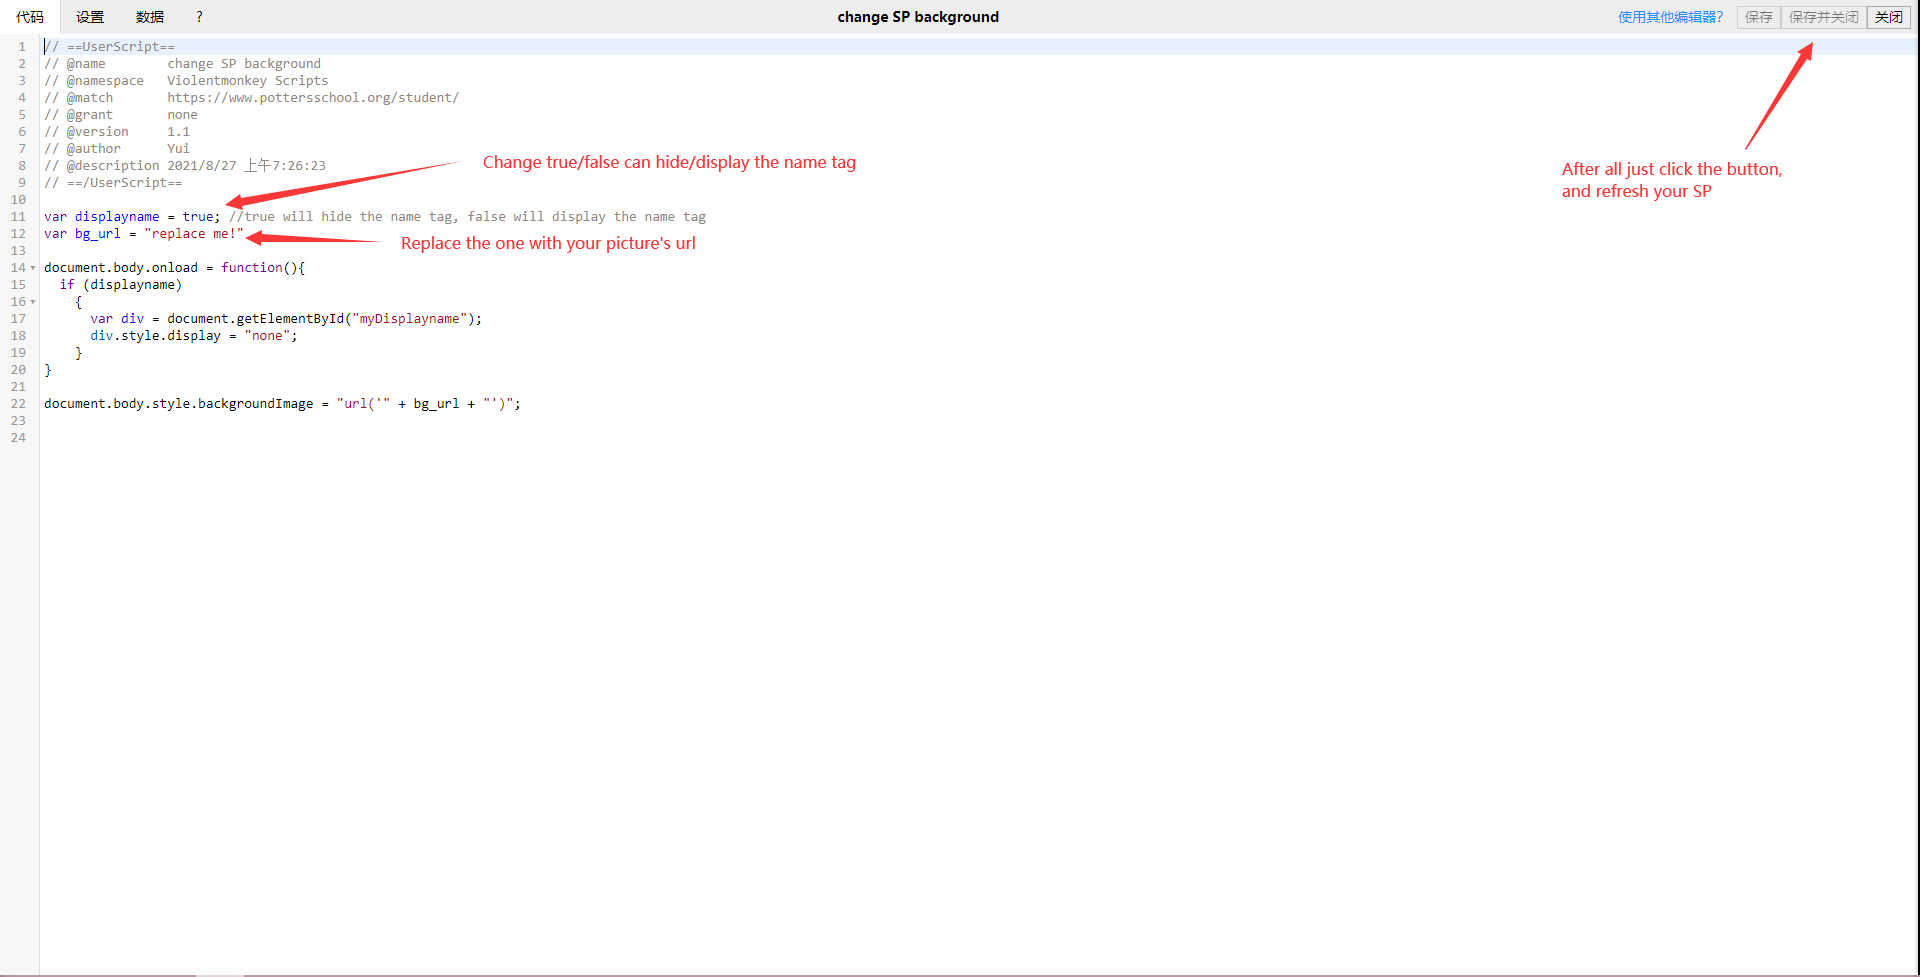 代码 设置 数据 ? change SP background 使用其他编辑器? 保存 保存并关闭 关闭
1 // ==UserScript==
2 // @name change SP background
3 // @namespace Violentmonkey Scripts
4 // @match https://www.pottersschool.org/student/
5 // @grant none
6 // @version 1.1
7 // @author Yui
8 // @description 2021/8/27 上午7:26:23
9 // ==/UserScript==
Change true/false can hide/display the name tag
After all just click the button,
and refresh your SP
10
11 var displayname = true; //true will hide the name tag, false will display the name tag
12 var bg_url = "replace me!"
Replace the one with your picture's url
13
14 document.body.onload = function(){
15 if (displayname)
16 {
17 var div = document.getElementById("myDisplayname");
18 div.style.display = "none";
19 }
20 }
21
22 document.body.style.backgroundImage = "url('" + bg_url + "')";
23
24